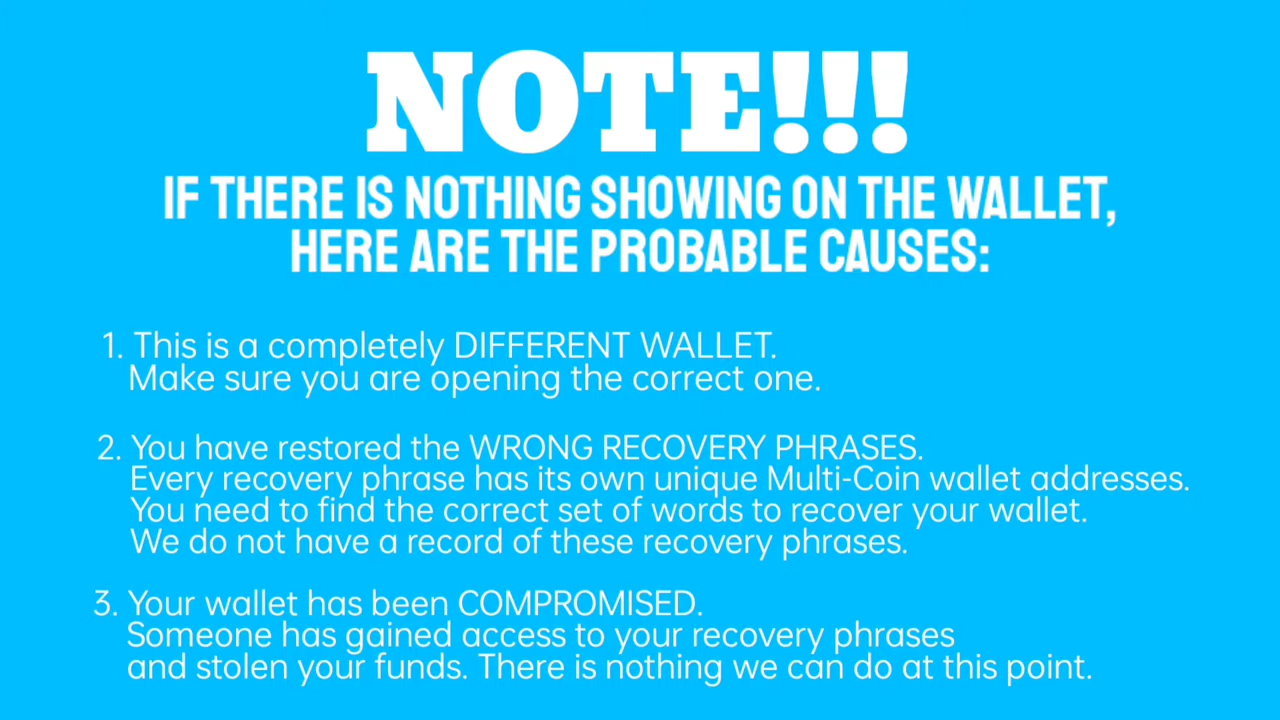 NOTE!!!
IF THERE IS NOTHING SHOWING ON THE WALLET,
HERE ARE THE PROBABLE CAUSES:
1. This is a completely DIFFERENT WALLET.
Make sure you are opening the correct one.
2. You have restored the WRONG RECOVERY PHRASES.
Every recovery phrase has its own unique Multi-Coin wallet addresses.
You need to find the correct set of words to recover your wallet.
We do not have a record of these recovery phrases.
3. Your wallet has been COMPROMISED.
Someone has gained access to your recovery phrases
and stolen your funds. There is nothing we can do at this point.